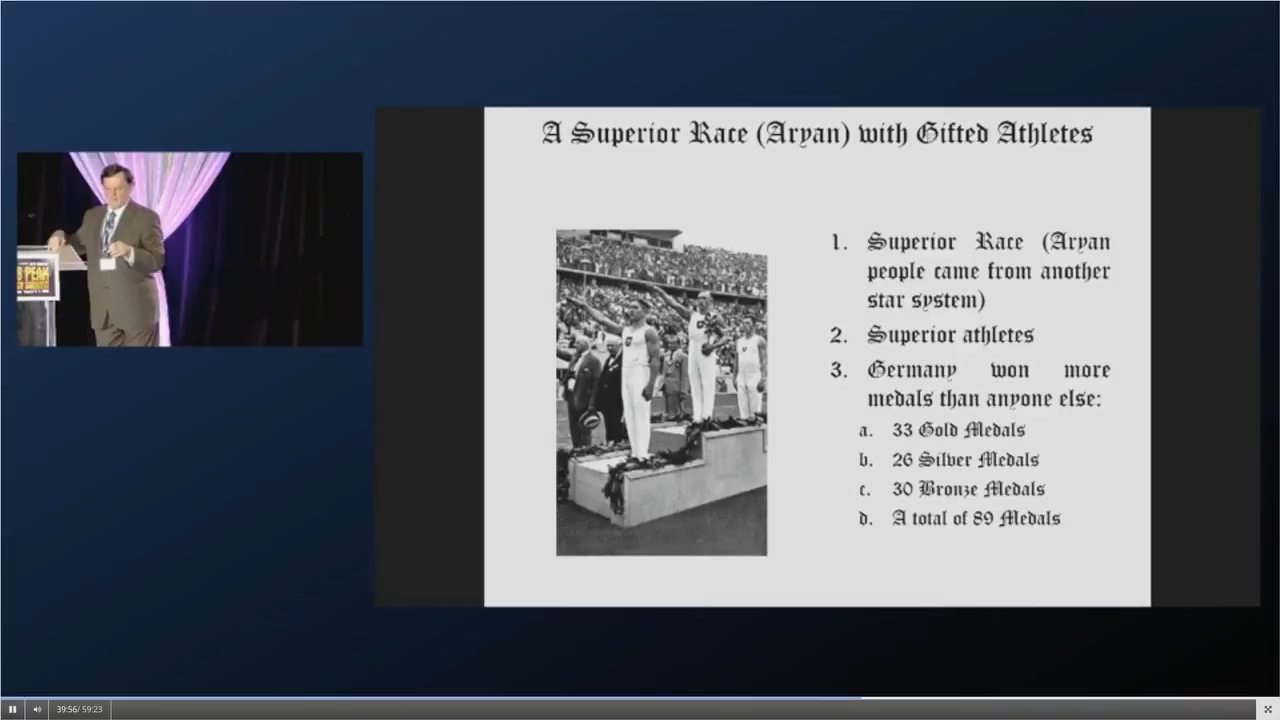 A Superior Race (Aryan) with Gifted Athletes
PEAK
1. Superior Race (Aryan
people came from another
star system)
2. Superior athletes
3. Germany won more
medals than anyone else:
a. 33 Gold Medals
b. 26 Silver Medals
c. 30 Bronze Medals
d. A total of 89 Medals
39:56/ 59:23